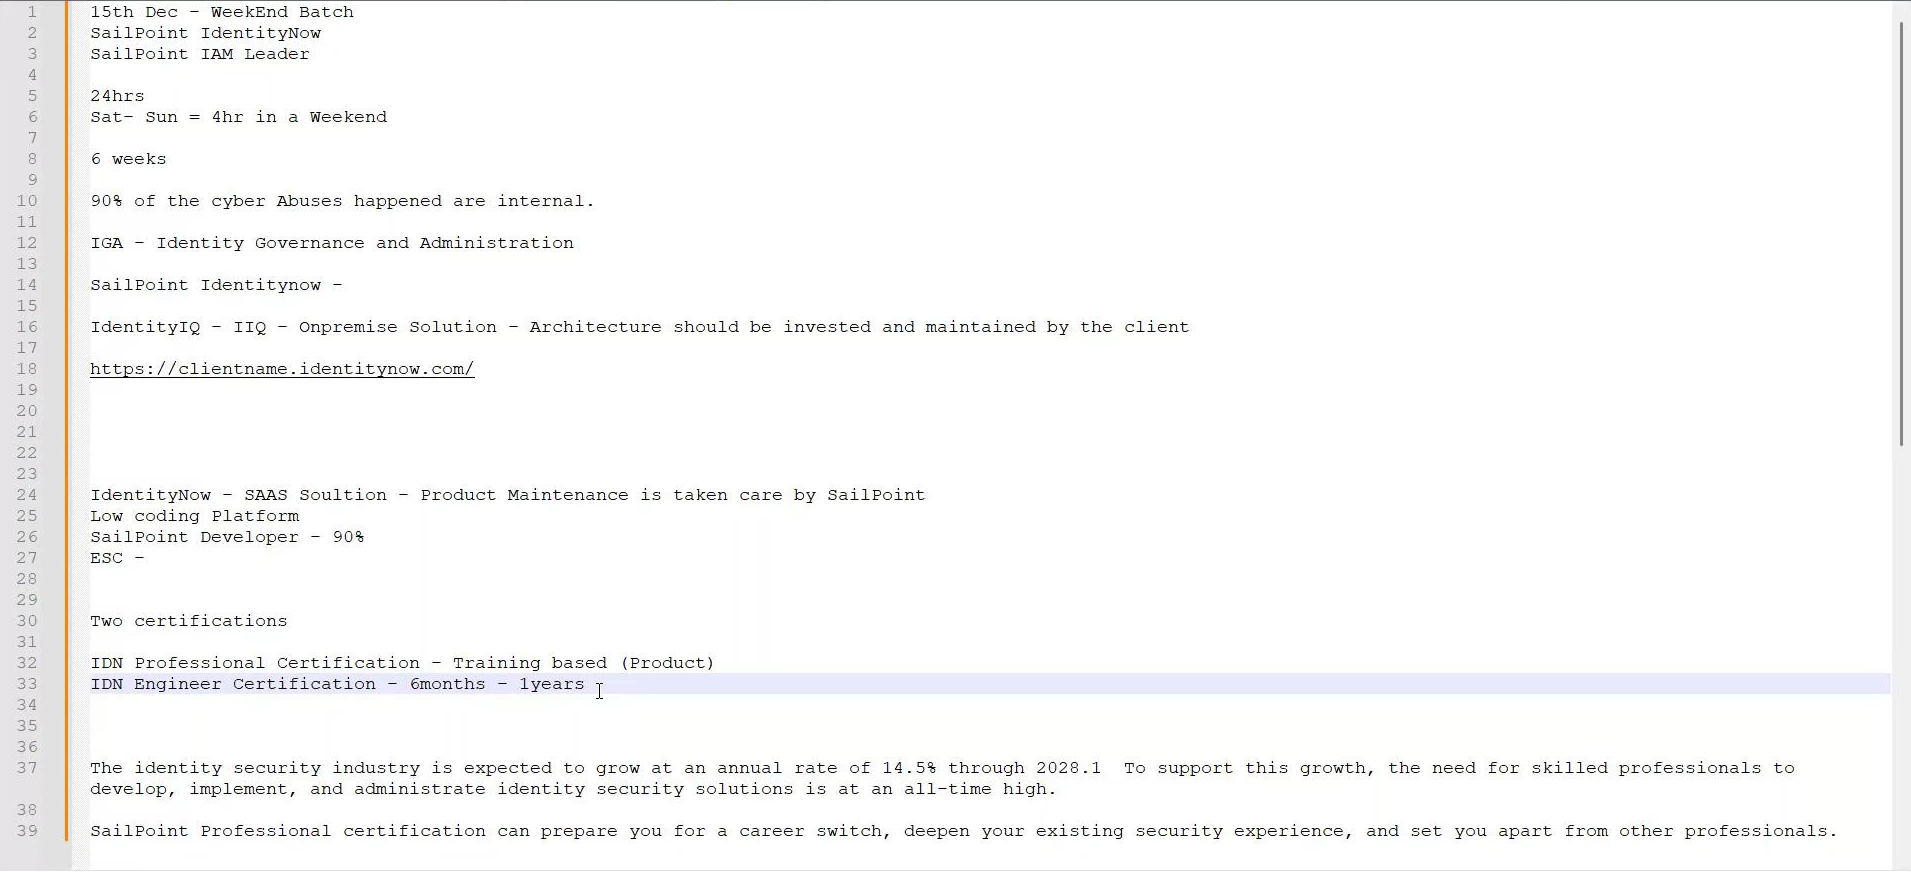 1 15th Dec - WeekEnd Batch
2 SailPoint IdentityNow
3 SailPoint IAM Leader
4
5 24hrs
6 Sat- Sun = 4hr in a Weekend
7
8 6 weeks
9
10 90% of the cyber Abuses happened are internal.
11
12 IGA - Identity Governance and Administration
13
14 SailPoint Identitynow -
15
16 IdentityIQ - IIQ - Onpremise Solution - Architecture should be invested and maintained by the client
17
18 https://clientname.identitynow.com/
19
20
21
22
23
24 IdentityNow - SAAS Soultion - Product Maintenance is taken care by SailPoint
25 Low coding Platform
26 SailPoint Developer - 90%
27 ESC -
28
29
30 Two certifications
31
32 IDN Professional Certification - Training based (Product)
33 IDN Engineer Certification - 6months - 1years
34
35
36
37 The identity security industry is expected to grow at an annual rate of 14.5% through 2028.1  To support this growth, the need for skilled professionals to
develop, implement, and administrate identity security solutions is at an all-time high.
38
39 SailPoint Professional certification can prepare you for a career switch, deepen your existing security experience, and set you apart from other professionals.